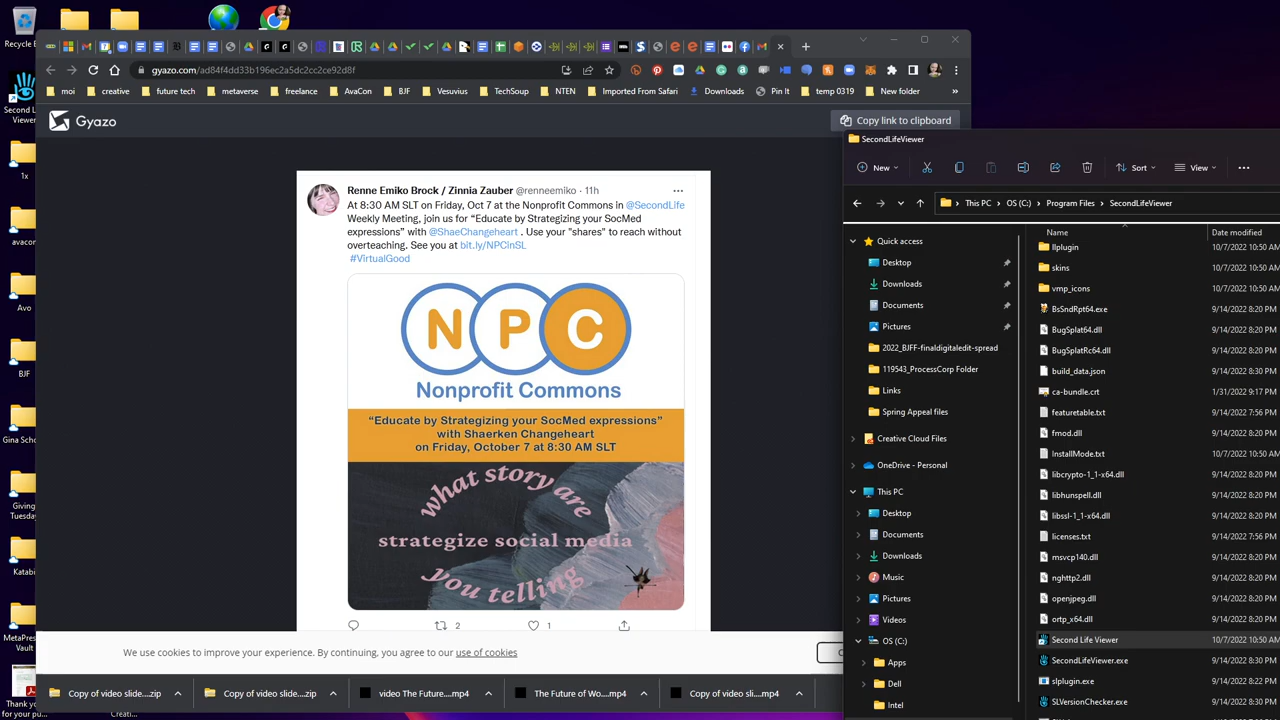 Recycle B
Second L
Viewer
1x
avacon
Avo
BJF
Gina Schoo
Giving
Tuesday
Katabi
MetaPres
Vault
Thank y
for your pu
gyazo.com/ad84f4dd33b196ec2a5dc2cc2ce92d8f
moi
creative
future tech
metaverse
freelance
AvaCon
BJF
Vesuvius
TechSoup
NTEN
Imported From Safari
Downloads
Pin It
temp 0319
New folder
»
Gyazo
Copy link to clipboard
Renne Emiko Brock / Zinnia Zauber @renneemiko · 11h
At 8:30 AM SLT on Friday, Oct 7 at the Nonprofit Commons in @SecondLife
Weekly Meeting, join us for “Educate by Strategizing your SocMed
expressions” with @ShaeChangeheart . Use your "shares" to reach without
overteaching. See you at bit.ly/NPCinSL
#VirtualGood
N P C
Nonprofit Commons
“Educate by Strategizing your SocMed expressions”
with Shaerken Changeheart
on Friday, October 7 at 8:30 AM SLT
what story are
strategize social media
you telling
2
1
We use cookies to improve your experience. By continuing, you agree to our use of cookies
Copy of video slide....zip
Copy of video slide....zip
video The Future....mp4
The Future of Wo....mp4
Copy of video sli....mp4
SecondLifeViewer
New
Sort
View
This PC
OS (C:)
Program Files
SecondLifeViewer
Quick access
Desktop
Downloads
Documents
Pictures
2022_BJFF-finaldigitaledit-spread
119543_ProcessCorp Folder
Links
Spring Appeal files
Creative Cloud Files
OneDrive - Personal
This PC
Desktop
Documents
Downloads
Music
Pictures
Videos
OS (C:)
Apps
Dell
Intel
Name Date modified
llplugin 10/7/2022 10:50 AM
skins 10/7/2022 10:50 AM
vmp_icons 10/7/2022 10:50 AM
BsSndRpt64.exe 9/14/2022 8:20 PM
BugSplat64.dll 9/14/2022 8:20 PM
BugSplatRc64.dll 9/14/2022 8:20 PM
build_data.json 9/14/2022 8:30 PM
ca-bundle.crt 1/31/2022 9:17 PM
featuretable.txt 9/14/2022 7:56 PM
fmod.dll 9/14/2022 8:20 PM
InstallMode.txt 10/7/2022 10:50 AM
libcrypto-1_1-x64.dll 9/14/2022 8:20 PM
libhunspell.dll 9/14/2022 8:20 PM
libssl-1_1-x64.dll 9/14/2022 8:20 PM
licenses.txt 9/14/2022 7:56 PM
msvcp140.dll 9/14/2022 8:20 PM
nghttp2.dll 9/14/2022 8:20 PM
openjpeg.dll 9/14/2022 8:20 PM
ortp_x64.dll 9/14/2022 8:20 PM
Second Life Viewer 10/7/2022 10:50 AM
SecondLifeViewer.exe 9/14/2022 8:30 PM
slplugin.exe 9/14/2022 8:22 PM
SLVersionChecker.exe 9/14/2022 8:30 PM